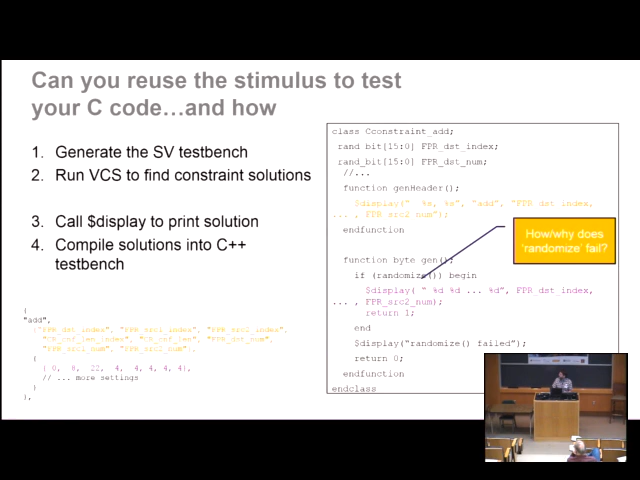 Can you reuse the stimulus to test
your C code…and how
1. Generate the SV testbench
2. Run VCS to find constraint solutions
3. Call $display to print solution
4. Compile solutions into C++
testbench
{
"add",
{"FPR_dst_index", "FPR_src1_index", "FPR_src2_index",
"CR_cnf_len_index", "CR_cnf_len", "FPR_dst_num",
"FPR_src1_num", "FPR_src2_num"},
{
{ 0, 8, 22, 4, 4, 4, 4, 4},
// ... more settings
}
},
class Cconstraint_add;
rand bit[15:0] FPR_dst_index;
rand_bit[15:0] FPR_dst_num;
//...
function genHeader();
$display(" %s, %s", "add", "FPR_dst_index,
... , FPR_src2_num");
endfunction
function byte gen();
if (randomize()) begin
$display( " %d %d ... %d", FPR_dst_index,
... , FPR_src2_num);
return 1;
end
$display("randomize() failed");
return 0;
endfunction
endclass
How/why does
'randomize' fail?